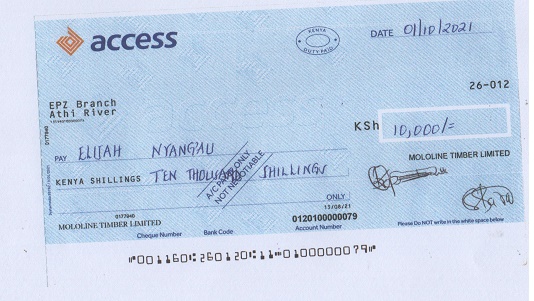 access
KENYA
DUTY PAID
DATE 01/10/2021
26-012
EPZ Branch
Athi River
KSh 10,000/=
0177940
PAY ELIJAH NYANG'AU
MOLOLINE TIMBER LIMITED
KENYA SHILLINGS TEN THOUSAND SHILLINGS
A/C PAYEE ONLY
NOT NEGOTIABLE
ONLY
13/08/21
0177940
MOLOLINE TIMBER LIMITED
0120100000079
Cheque Number Bank Code Account Number
Please Do NOT write in the white space below
⑈001160⑆260120⑆11⑉0100000079⑈